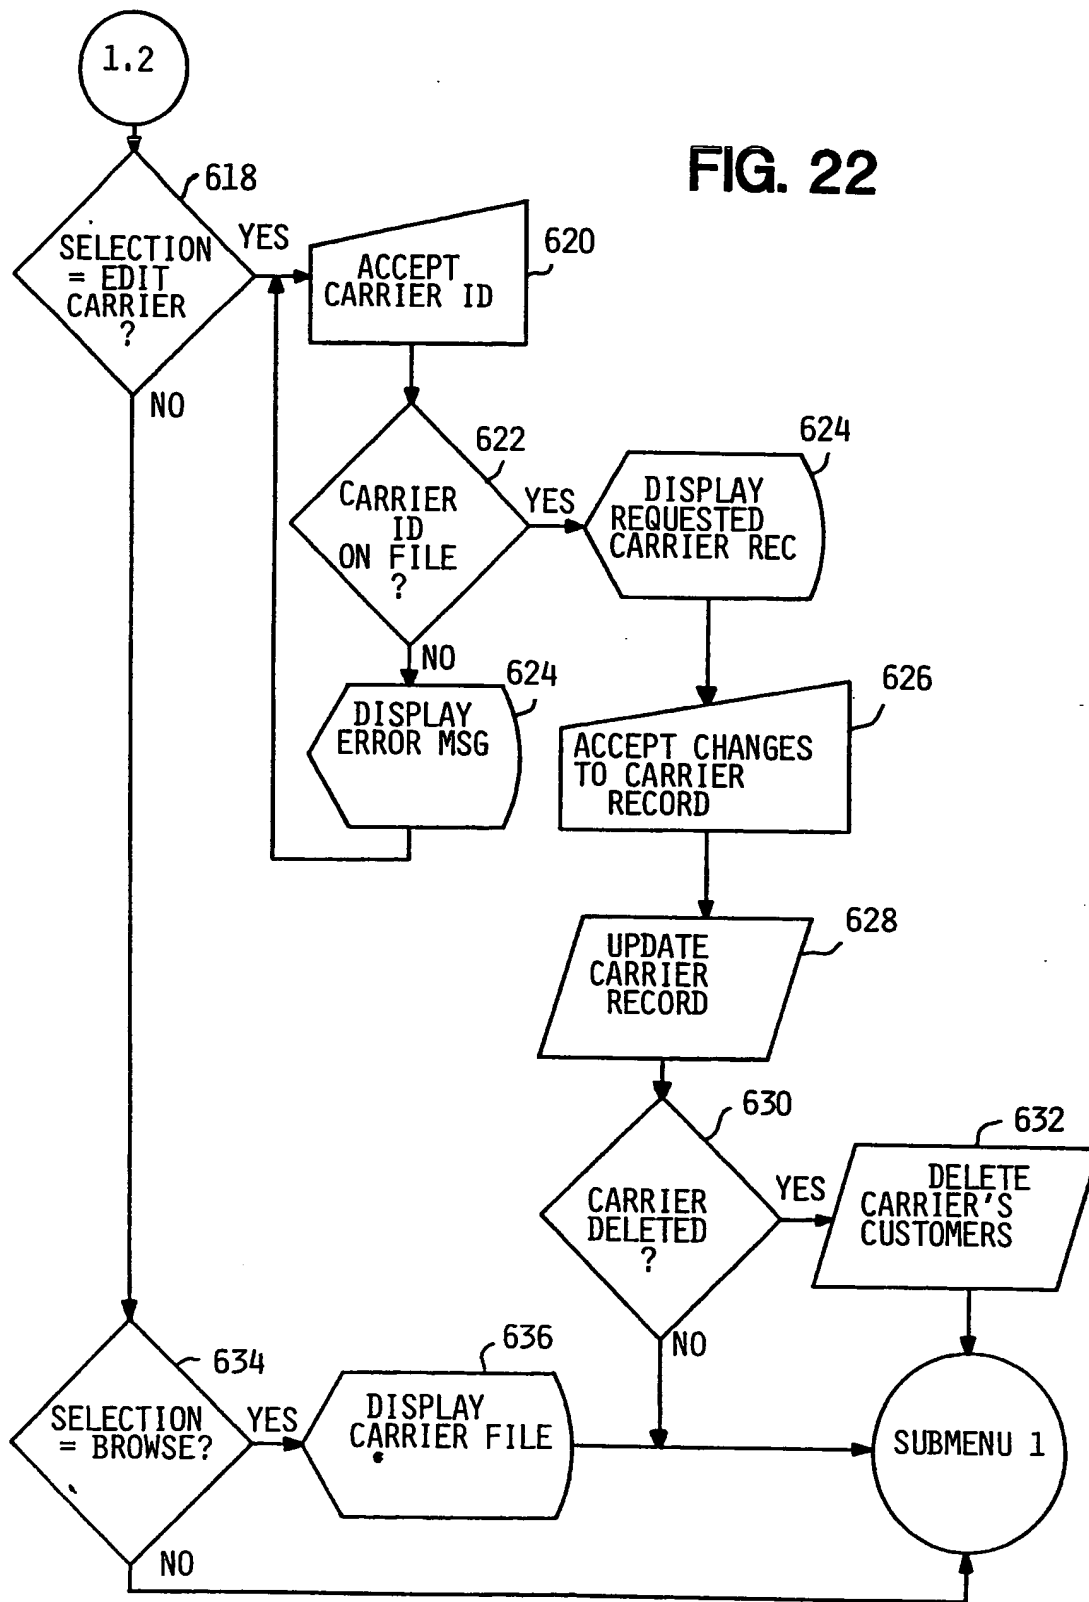 1.2
FIG. 22
618
SELECTION
= EDIT
CARRIER
?
YES
NO
620
ACCEPT
CARRIER ID
622
CARRIER
ID
ON FILE
?
YES
NO
624
DISPLAY
REQUESTED
CARRIER REC
624
DISPLAY
ERROR MSG
626
ACCEPT CHANGES
TO CARRIER
RECORD
628
UPDATE
CARRIER
RECORD
630
CARRIER
DELETED
?
YES
NO
632
DELETE
CARRIER'S
CUSTOMERS
634
SELECTION
= BROWSE?
YES
NO
636
DISPLAY
CARRIER FILE
SUBMENU 1